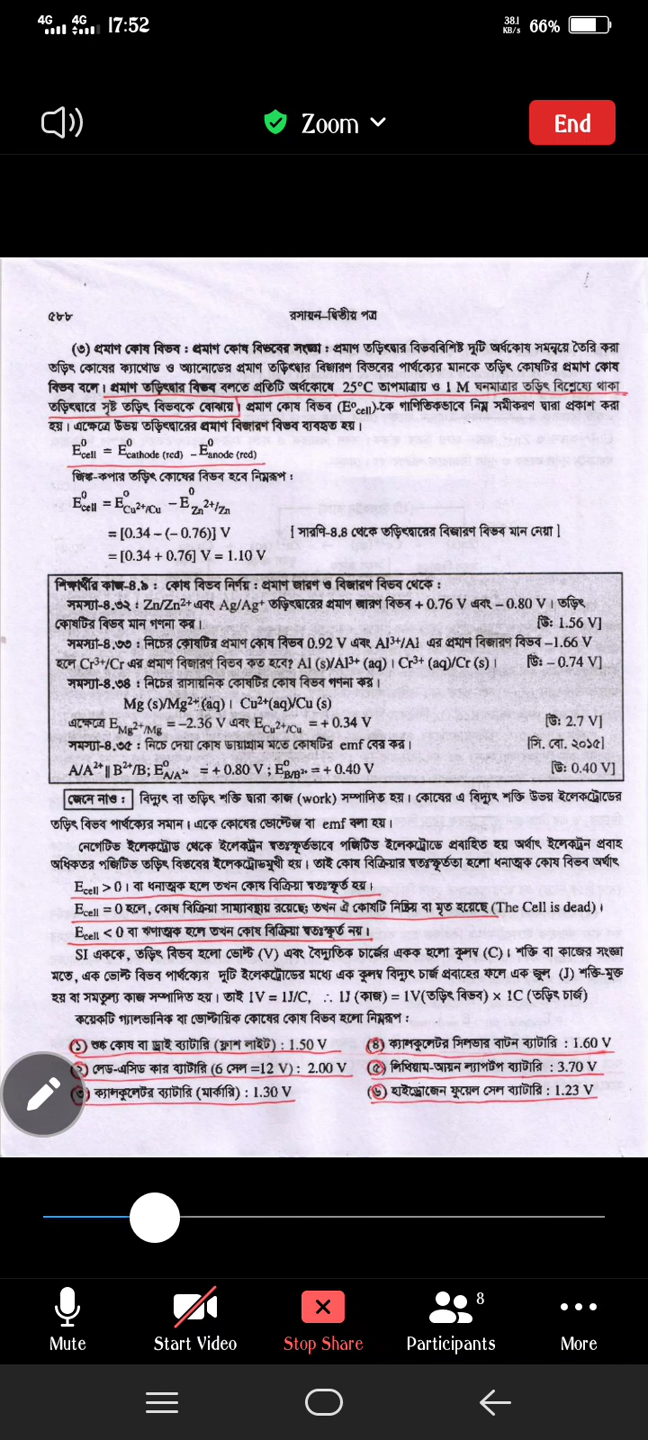 4G 4G 17:52 38.1 KB/s 66%
Zoom End
৫৮৮ রসায়ন–দ্বিতীয় পত্র
(৩) প্রমাণ কোষ বিভব : প্রমাণ কোষ বিভবের সংজ্ঞা : প্রমাণ তড়িৎদ্বার বিভববিশিষ্ট দুটি অর্ধকোষ সমন্বয়ে তৈরি করা
তড়িৎ কোষের ক্যাথোড ও অ্যানোডের প্রমাণ তড়িৎদ্বার বিজারণ বিভবের পার্থক্যের মানকে তড়িৎ কোষটির প্রমাণ কোষ
বিভব বলে। প্রমাণ তড়িৎদ্বার বিভব বলতে প্রতিটি অর্ধকোষে 25°C তাপমাত্রায় ও 1 M ঘনমাত্রার তড়িৎ বিশ্লেষ্যে থাকা
তড়িৎদ্বারে সৃষ্ট তড়িৎ বিভবকে বোঝায়। প্রমাণ কোষ বিভব (E°cell)-কে গাণিতিকভাবে নিম্ন সমীকরণ দ্বারা প্রকাশ করা
হয়। এক্ষেত্রে উভয় তড়িৎদ্বারের প্রমাণ বিজারণ বিভব ব্যবহৃত হয়।
E⁰cell = E⁰cathode (red) – E⁰anode (red)
জিঙ্ক-কপার তড়িৎ কোষের বিভব হবে নিম্নরূপ :
E⁰cell = E⁰Cu²⁺/Cu – E⁰Zn²⁺/Zn
= [0.34 – (– 0.76)] V [ সারণি-৪.৪ থেকে তড়িৎদ্বারের বিজারণ বিভব মান নেয়া ]
= [0.34 + 0.76] V = 1.10 V
শিক্ষার্থীর কাজ-৪.৯ : কোষ বিভব নির্ণয় : প্রমাণ জারণ ও বিজারণ বিভব থেকে :
সমস্যা-৪.৩২ : Zn/Zn²⁺ এবং Ag/Ag⁺ তড়িৎদ্বারের প্রমাণ জারণ বিভব + 0.76 V এবং – 0.80 V। তড়িৎ
কোষটির বিভব মান গণনা কর। [উঃ 1.56 V]
সমস্যা-৪.৩৩ : নিচের কোষটির প্রমাণ কোষ বিভব 0.92 V এবং Al³⁺/Al এর প্রমাণ বিজারণ বিভব –1.66 V
হলে Cr³⁺/Cr এর প্রমাণ বিজারণ বিভব কত হবে? Al (s)/Al³⁺ (aq) | Cr³⁺ (aq)/Cr (s) | [উঃ – 0.74 V]
সমস্যা-৪.৩৪ : নিচের রাসায়নিক কোষটির কোষ বিভব গণনা কর।
Mg (s)/Mg²⁺ (aq) | Cu²⁺(aq)/Cu (s)
এক্ষেত্রে EMg²⁺/Mg = –2.36 V এবং ECu²⁺/Cu = + 0.34 V [উঃ 2.7 V]
সমস্যা-৪.৩৫ : নিচে দেয়া কোষ ডায়াগ্রাম মতে কোষটির emf বের কর। [সি. বো. ২০১৫]
A/A²⁺ || B²⁺/B; E°A/A²⁺ = + 0.80 V ; E°B/B²⁺ = + 0.40 V [উঃ 0.40 V]
জেনে নাও : বিদ্যুৎ বা তড়িৎ শক্তি দ্বারা কাজ (work) সম্পাদিত হয়। কোষের এ বিদ্যুৎ শক্তি উভয় ইলেকট্রোডের
তড়িৎ বিভব পার্থক্যের সমান। একে কোষের ভোল্টেজ বা emf বলা হয়।
নেগেটিভ ইলেকট্রোড থেকে ইলেকট্রন স্বতঃস্ফূর্তভাবে পজিটিভ ইলেকট্রোডে প্রবাহিত হয় অর্থাৎ ইলেকট্রন প্রবাহ
অধিকতর পজিটিভ তড়িৎ বিভবের ইলেকট্রোডমুখী হয়। তাই কোষ বিক্রিয়ার স্বতঃস্ফূর্ততা হলো ধনাত্মক কোষ বিভব অর্থাৎ
Ecell > 0। বা ধনাত্মক হলে তখন কোষ বিক্রিয়া স্বতঃস্ফূর্ত হয়।
Ecell = 0 হলে, কোষ বিক্রিয়া সাম্যাবস্থায় রয়েছে; তখন ঐ কোষটি নিষ্ক্রিয় বা মৃত হয়েছে (The Cell is dead)।
Ecell < 0 বা ঋণাত্মক হলে তখন কোষ বিক্রিয়া স্বতঃস্ফূর্ত নয়।
SI এককে, তড়িৎ বিভব হলো ভোল্ট (V) এবং বৈদ্যুতিক চার্জের একক হলো কুলম্ব (C)। শক্তি বা কাজের সংজ্ঞা
মতে, এক ভোল্ট বিভব পার্থক্যের দুটি ইলেকট্রোডের মধ্যে এক কুলম্ব বিদ্যুৎ চার্জ প্রবাহের ফলে এক জুল (J) শক্তি-মুক্ত
হয় বা সমতুল্য কাজ সম্পাদিত হয়। তাই 1V = 1J/C, ∴ 1J (কাজ) = 1V(তড়িৎ বিভব) × 1C (তড়িৎ চার্জ)
কয়েকটি গ্যালভানিক বা ভোল্টায়িক কোষের কোষ বিভব হলো নিম্নরূপ :
(১) শুষ্ক কোষ বা ড্রাই ব্যাটারি (ফ্লাশ লাইট) : 1.50 V (৪) ক্যালকুলেটর সিলভার বাটন ব্যাটারি : 1.60 V
(২) লেড-এসিড কার ব্যাটারি (6 সেল =12 V) : 2.00 V (৫) লিথিয়াম-আয়ন ল্যাপটপ ব্যাটারি : 3.70 V
(৩) ক্যালকুলেটর ব্যাটারি (মার্কারি) : 1.30 V (৬) হাইড্রোজেন ফুয়েল সেল ব্যাটারি : 1.23 V
8
Mute Start Video Stop Share Participants More